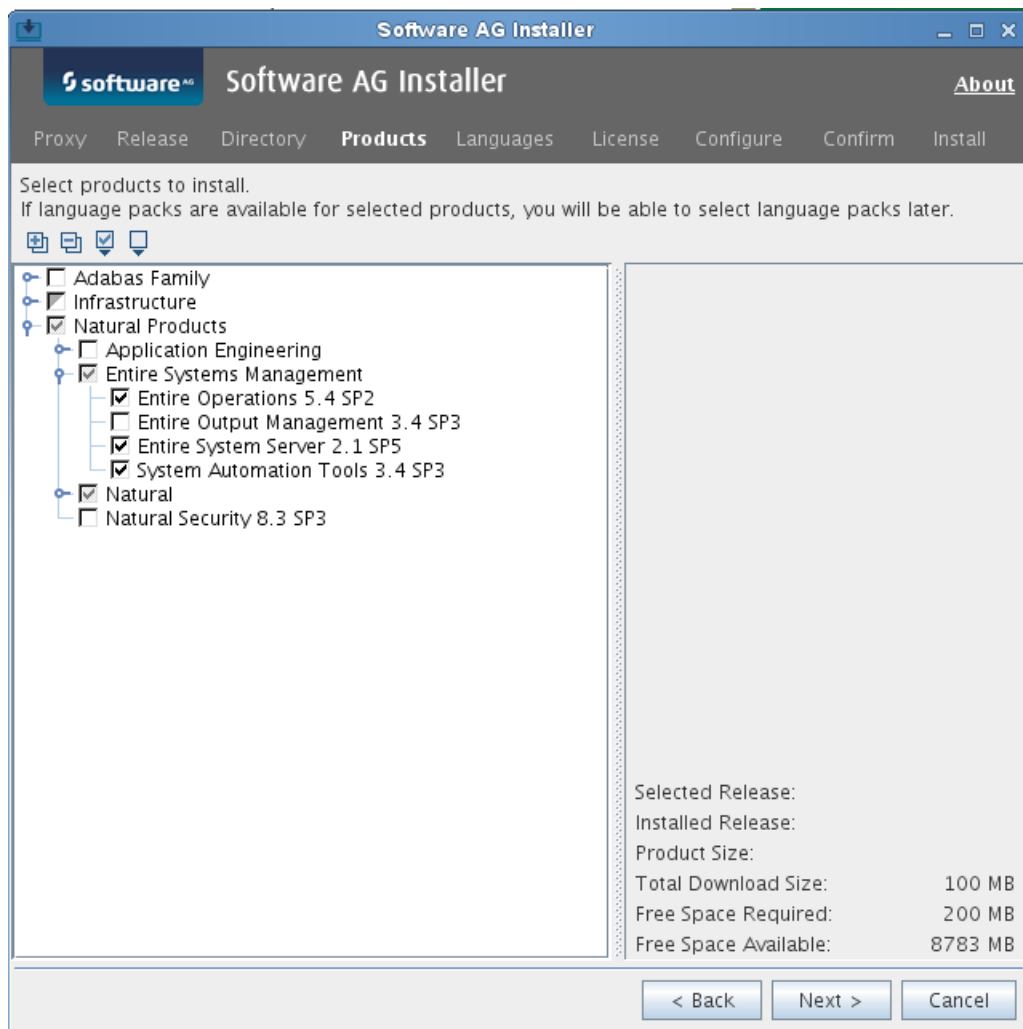 Software AG Installer
software AG
Software AG Installer
About
Proxy Release Directory Products Languages License Configure Confirm Install
Select products to install.
If language packs are available for selected products, you will be able to select language packs later.
Adabas Family
Infrastructure
Natural Products
Application Engineering
Entire Systems Management
Entire Operations 5.4 SP2
Entire Output Management 3.4 SP3
Entire System Server 2.1 SP5
System Automation Tools 3.4 SP3
Natural
Natural Security 8.3 SP3
Selected Release:
Installed Release:
Product Size:
Total Download Size: 100 MB
Free Space Required: 200 MB
Free Space Available: 8783 MB
< Back Next > Cancel